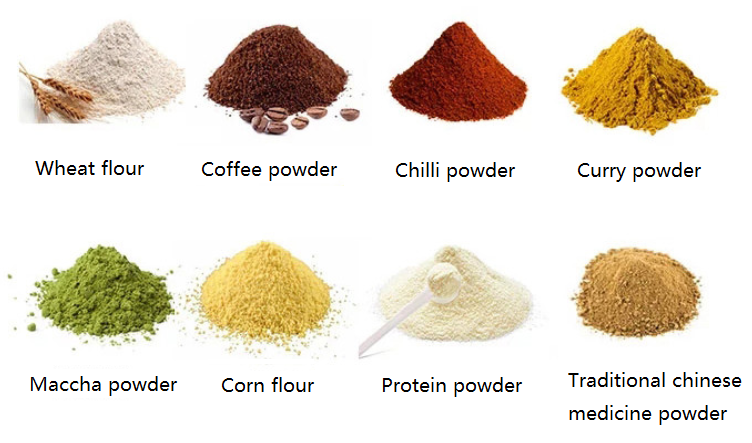 Wheat flour
Coffee powder
Chilli powder
Curry powder
Maccha powder
Corn flour
Protein powder
Traditional chinese
medicine powder